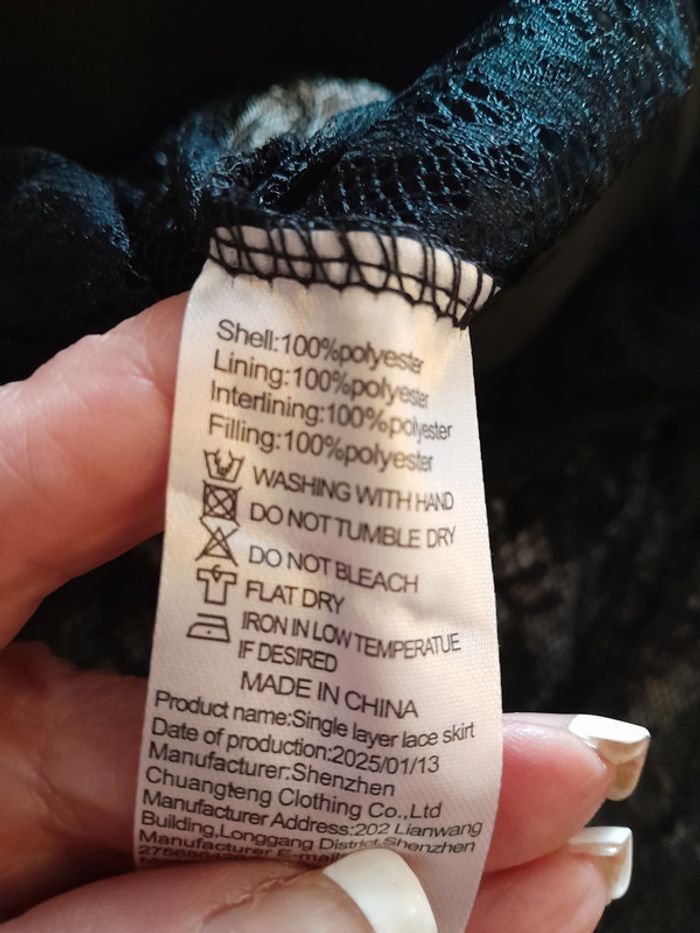 Shell:100%polyester
Lining:100%polyester
Interlining:100%polyester
Filling:100%polyester
WASHING WITH HAND
DO NOT TUMBLE DRY
DO NOT BLEACH
FLAT DRY
IRON IN LOW TEMPERATUE
IF DESIRED
MADE IN CHINA
Product name:Single layer lace skirt
Date of production:2025/01/13
Manufacturer:Shenzhen
Chuangteng Clothing Co.,Ltd
Manufacturer Address:202 Lianwang
Building,Longgang District,Shenzhen
Manufacturer E-mail